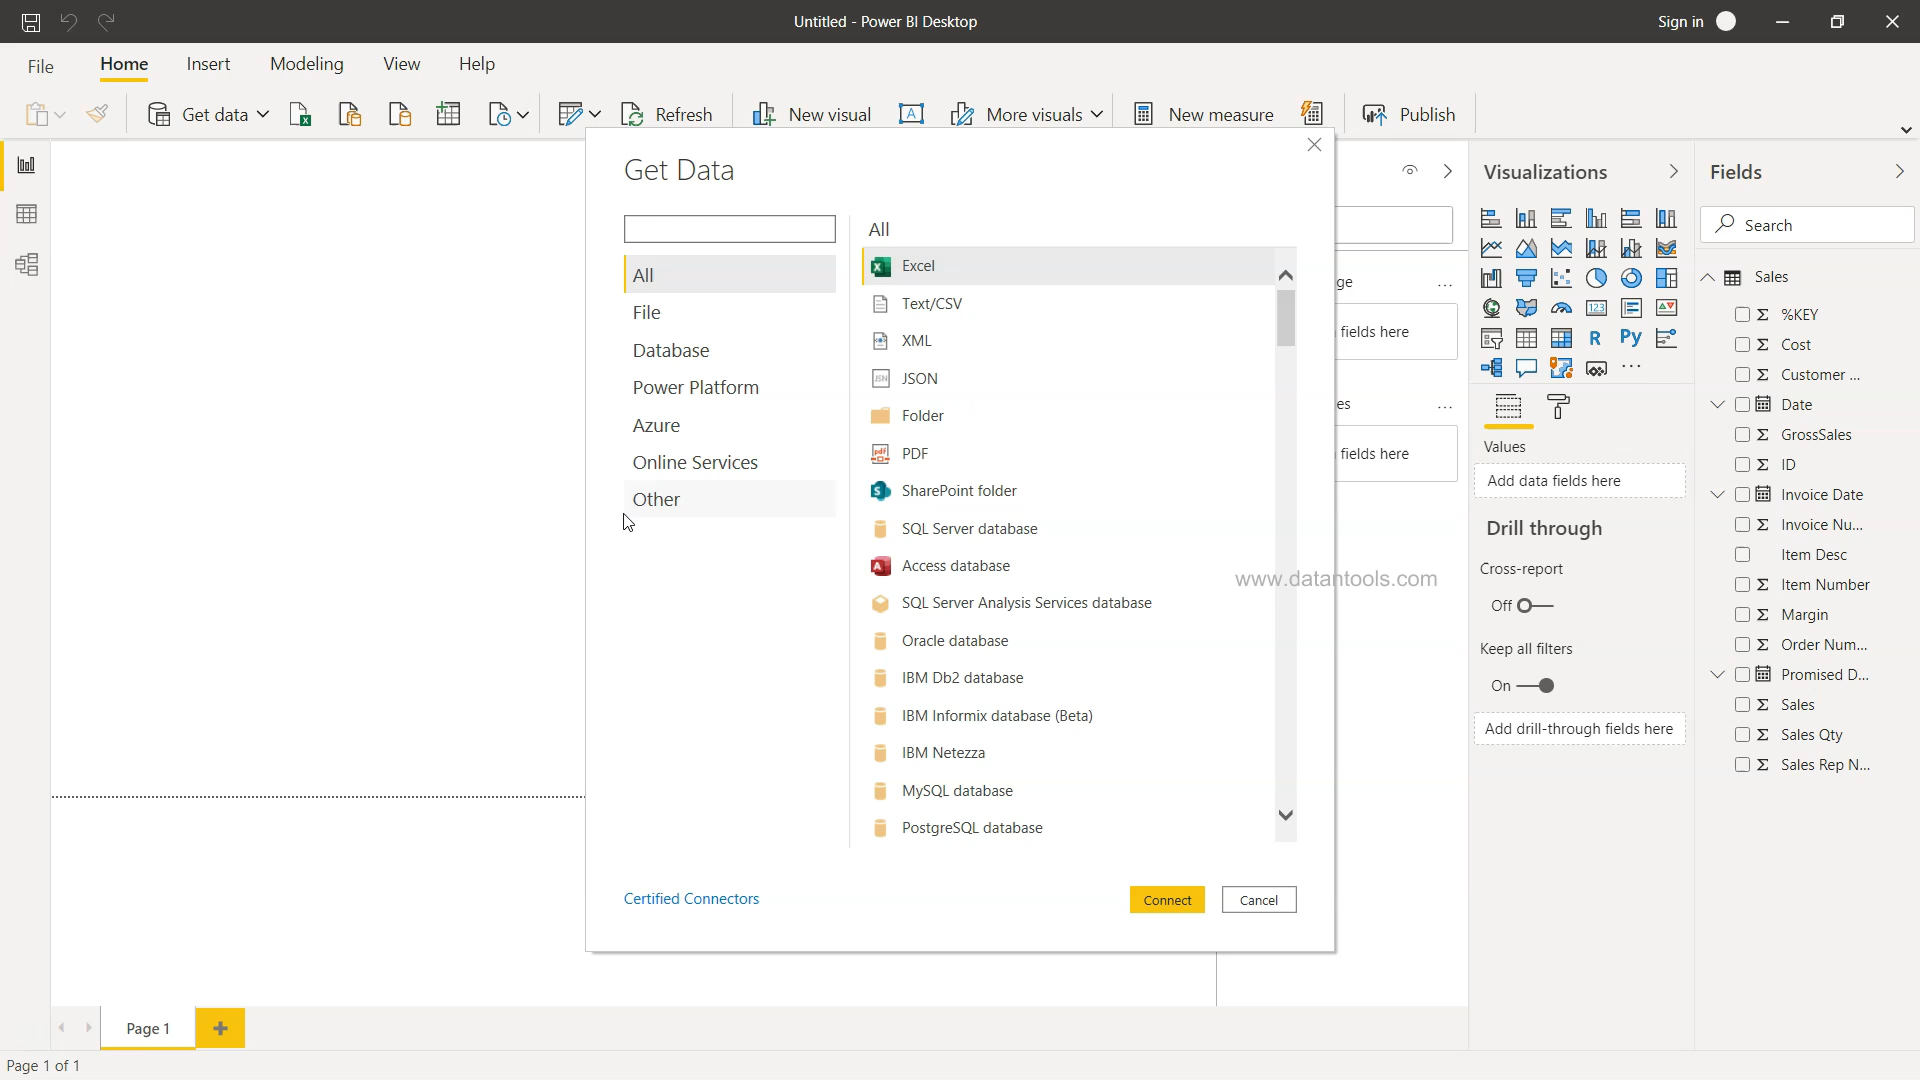 Untitled - Power BI Desktop
Sign in
File
Home
Insert
Modeling
View
Help
Get data
Refresh
New visual
More visuals
New measure
Publish
Get Data
All
File
Database
Power Platform
Azure
Online Services
Other
All
Excel
Text/CSV
XML
JSON
Folder
PDF
SharePoint folder
SQL Server database
Access database
SQL Server Analysis Services database
Oracle database
IBM Db2 database
IBM Informix database (Beta)
IBM Netezza
MySQL database
PostgreSQL database
Certified Connectors
Connect
Cancel
ge
...
fields here
es
...
fields here
www.datantools.com
Visualizations
123
R
Py
...
Values
Add data fields here
Drill through
Cross-report
Off
Keep all filters
On
Add drill-through fields here
Fields
Search
Sales
Σ %KEY
Σ Cost
Σ Customer ...
Date
Σ GrossSales
Σ ID
Invoice Date
Σ Invoice Nu...
Item Desc
Σ Item Number
Σ Margin
Σ Order Num...
Promised D...
Σ Sales
Σ Sales Qty
Σ Sales Rep N...
Page 1
Page 1 of 1